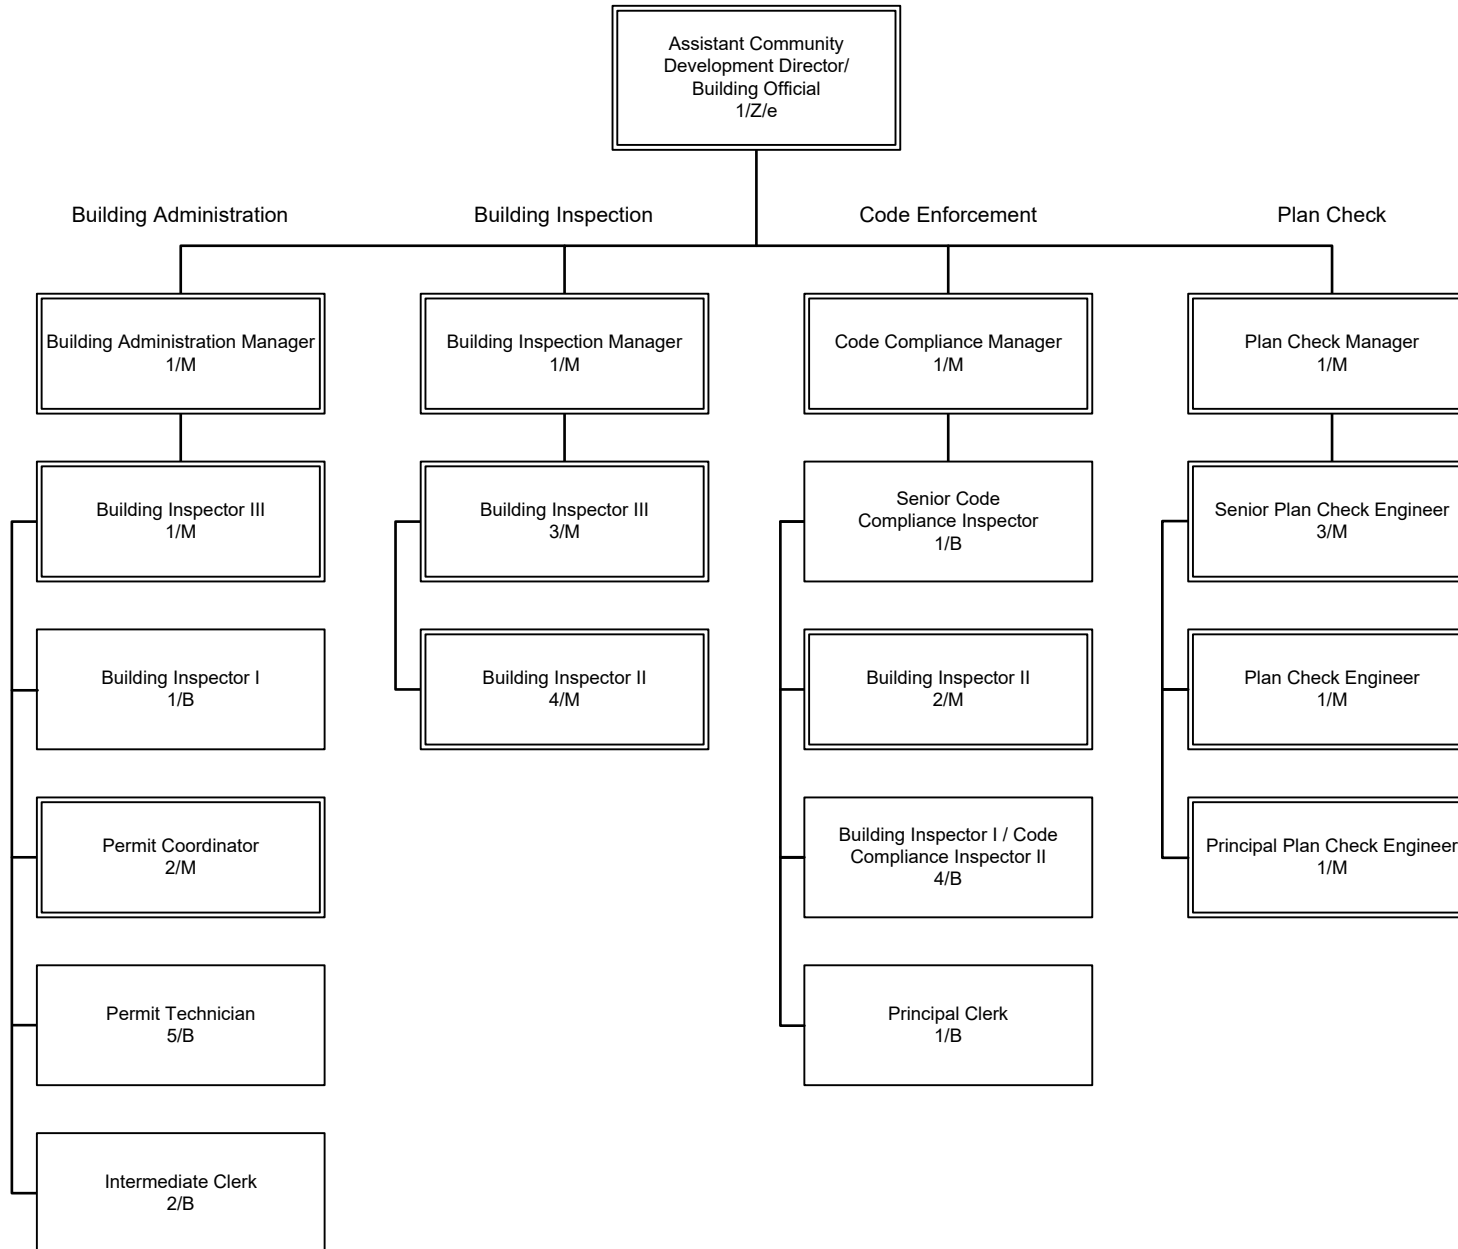 Assistant Community
Development Director/
Building Official
1/Z/e
Building Administration
Building Inspection
Code Enforcement
Plan Check
Building Administration Manager
1/M
Building Inspection Manager
1/M
Code Compliance Manager
1/M
Plan Check Manager
1/M
Building Inspector III
1/M
Building Inspector III
3/M
Senior Code
Compliance Inspector
1/B
Senior Plan Check Engineer
3/M
Building Inspector I
1/B
Building Inspector II
4/M
Building Inspector II
2/M
Plan Check Engineer
1/M
Permit Coordinator
2/M
Building Inspector I / Code
Compliance Inspector II
4/B
Principal Plan Check Engineer
1/M
Permit Technician
5/B
Principal Clerk
1/B
Intermediate Clerk
2/B